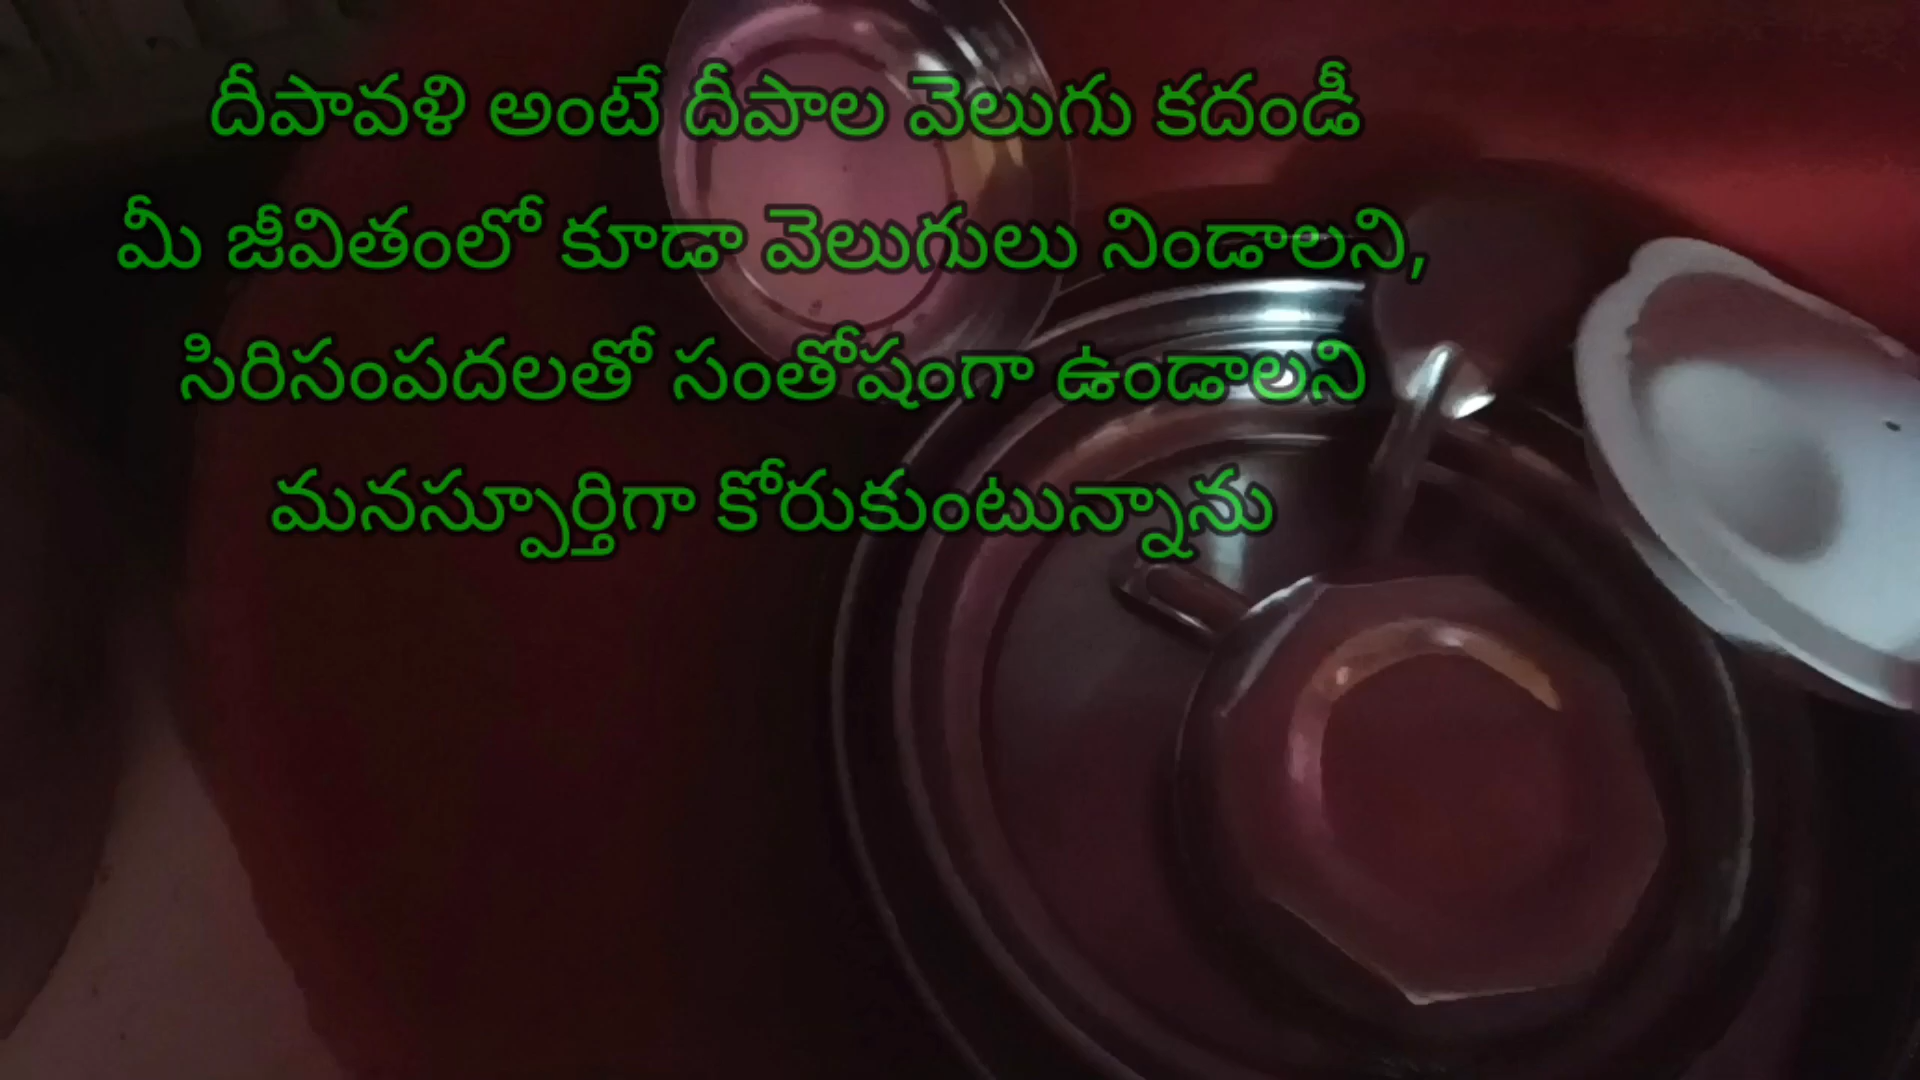 దీపావళి అంటే దీపాల వెలుగు కదండీ
మీ జీవితంలో కూడా వెలుగులు నిండాలని,
సిరిసంపదలతో సంతోషంగా ఉండాలని
మనస్పూర్తిగా కోరుకుంటున్నాను